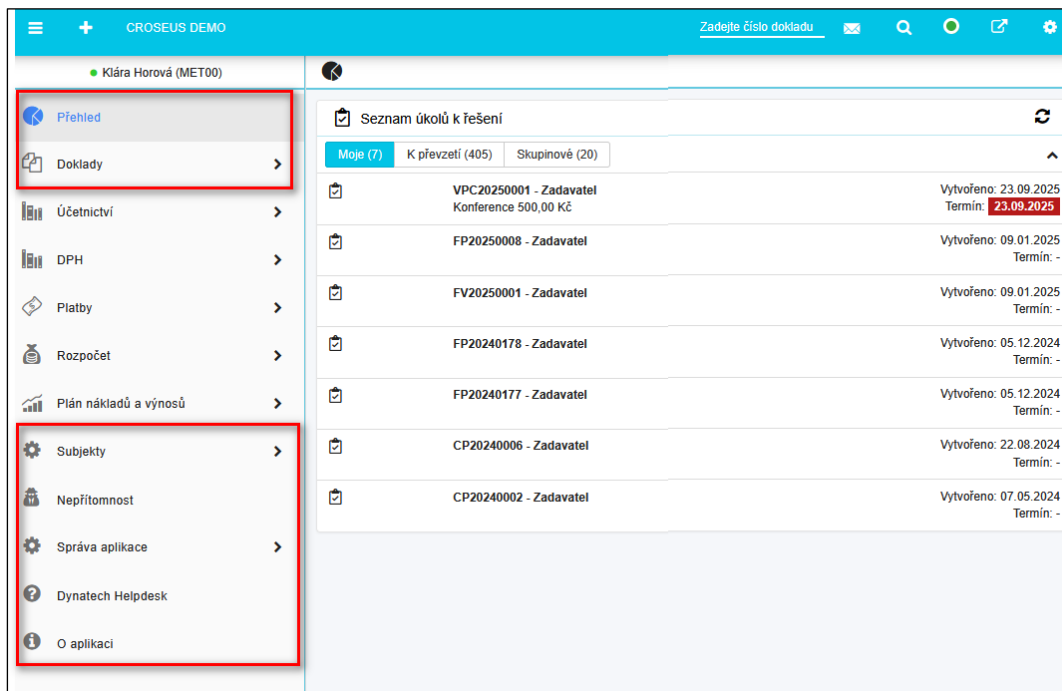 CROSEUS DEMO
Zadejte číslo dokladu
Klára Horová (MET00)
Přehled
Doklady
Účetnictví
DPH
Platby
Rozpočet
Plán nákladů a výnosů
Subjekty
Nepřítomnost
Správa aplikace
Dynatech Helpdesk
O aplikaci
Seznam úkolů k řešení
Moje (7) K převzetí (405) Skupinové (20)
VPC20250001 - Zadavatel Vytvořeno: 23.09.2025
Konference 500,00 Kč Termín: 23.09.2025
FP20250008 - Zadavatel Vytvořeno: 09.01.2025
Termín: -
FV20250001 - Zadavatel Vytvořeno: 09.01.2025
Termín: -
FP20240178 - Zadavatel Vytvořeno: 05.12.2024
Termín: -
FP20240177 - Zadavatel Vytvořeno: 05.12.2024
Termín: -
CP20240006 - Zadavatel Vytvořeno: 22.08.2024
Termín: -
CP20240002 - Zadavatel Vytvořeno: 07.05.2024
Termín: -